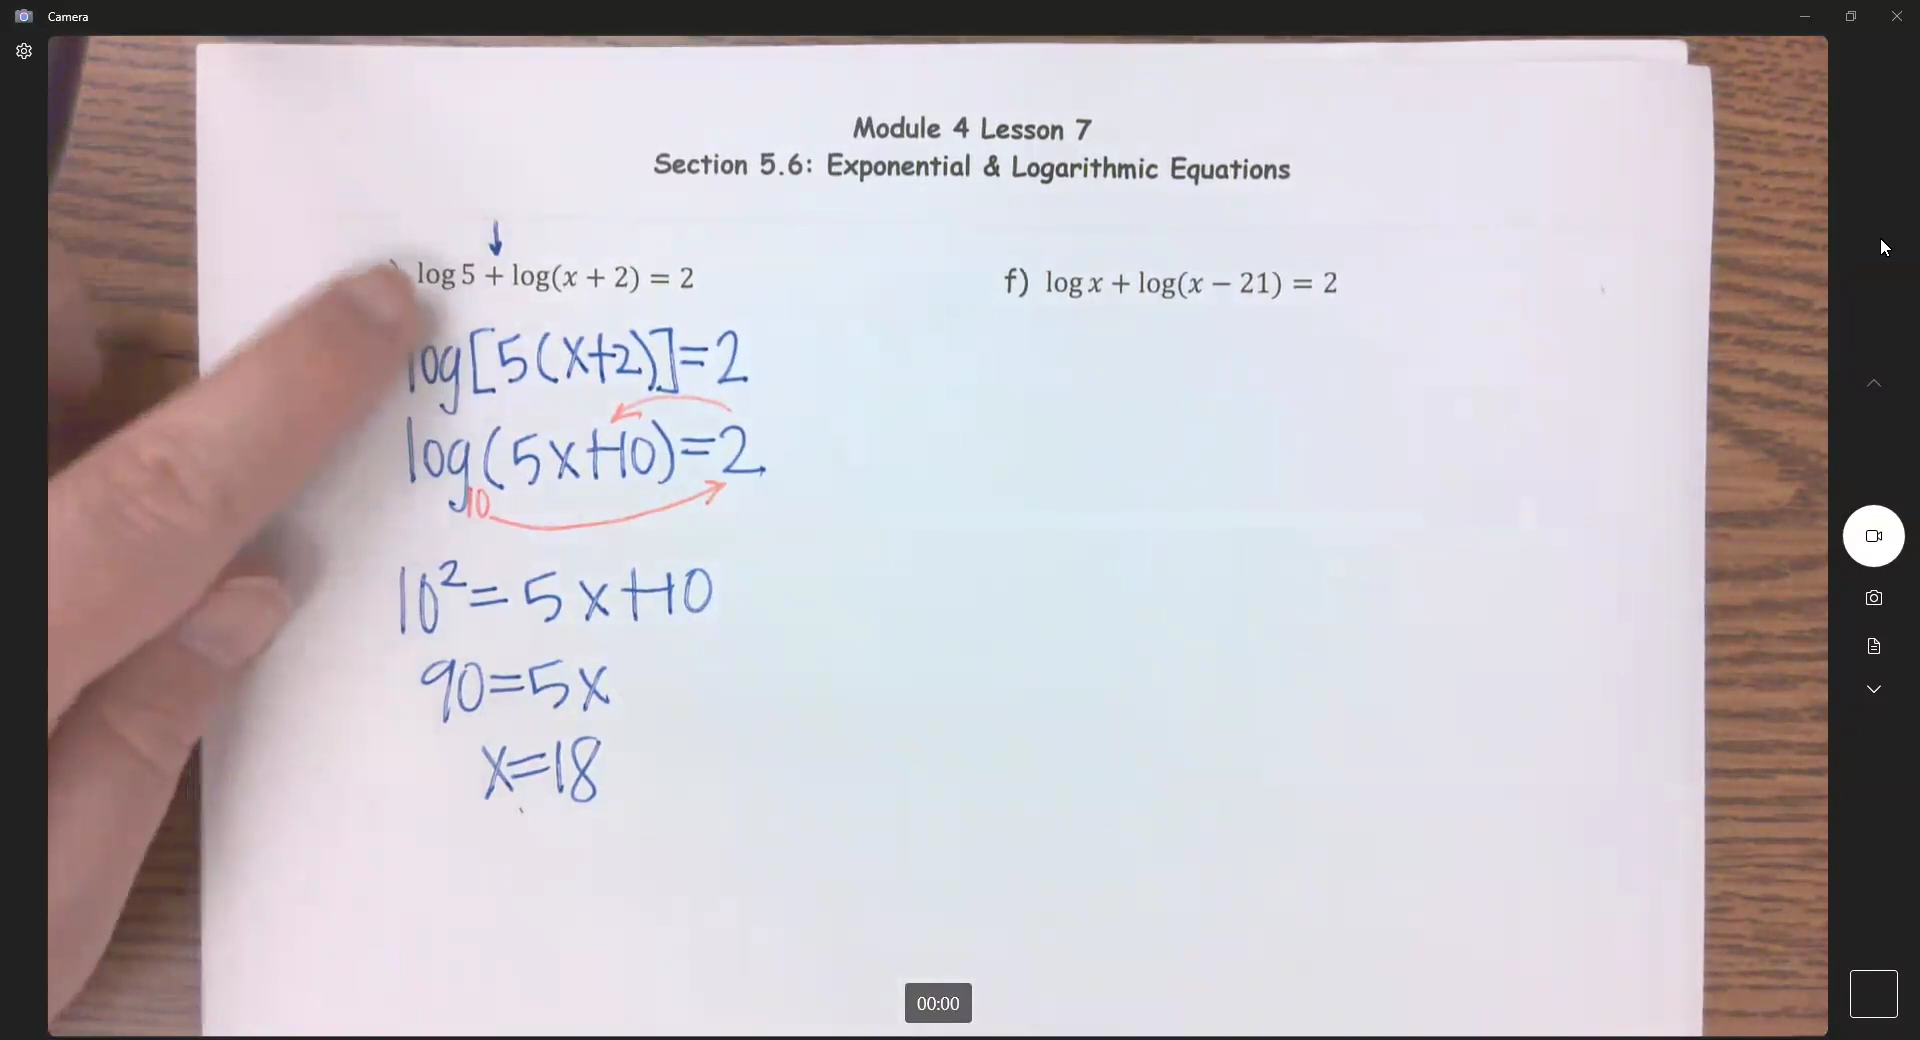 Camera
Module 4 Lesson 7
Section 5.6: Exponential & Logarithmic Equations
) log 5 + log(x + 2) = 2
f) log x + log(x − 21) = 2
log[5(x+2)]=2
log(5x+10)=2
10
10²=5x+10
90=5x
x=18
00:00